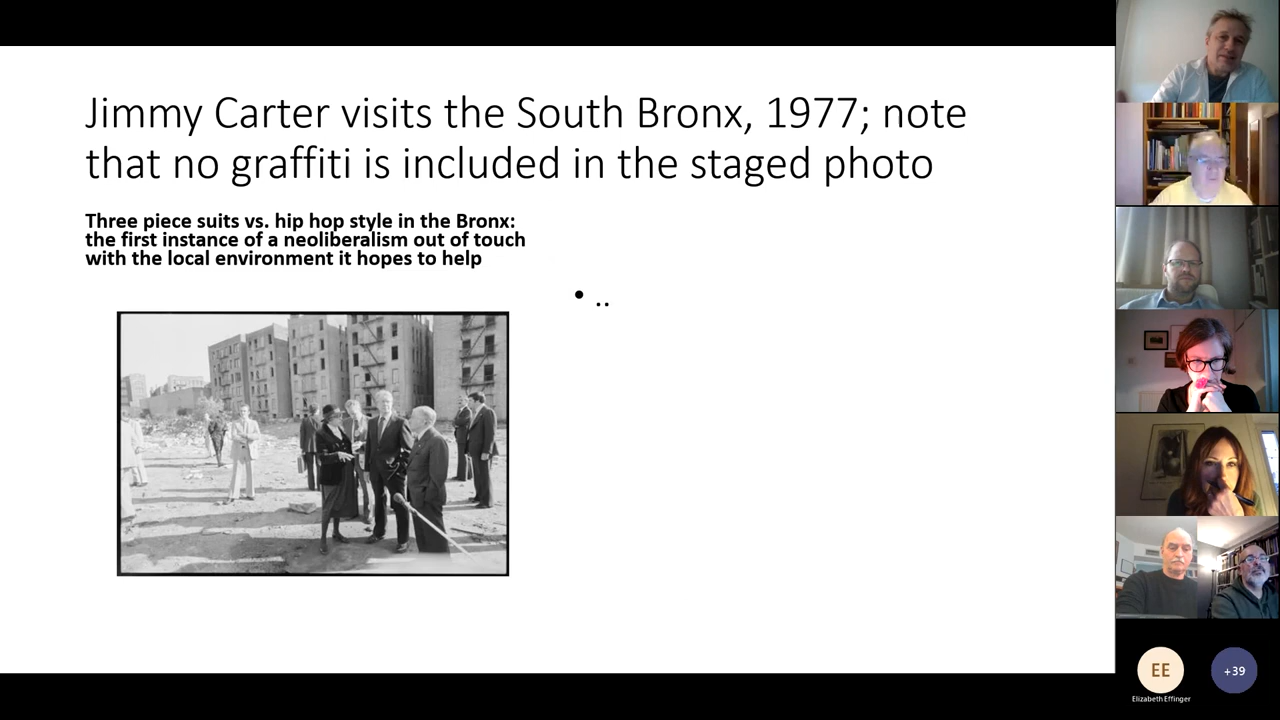 Jimmy Carter visits the South Bronx, 1977; note
that no graffiti is included in the staged photo
Three piece suits vs. hip hop style in the Bronx:
the first instance of a neoliberalism out of touch
with the local environment it hopes to help
• ..
EE
Elizabeth Effinger
+39